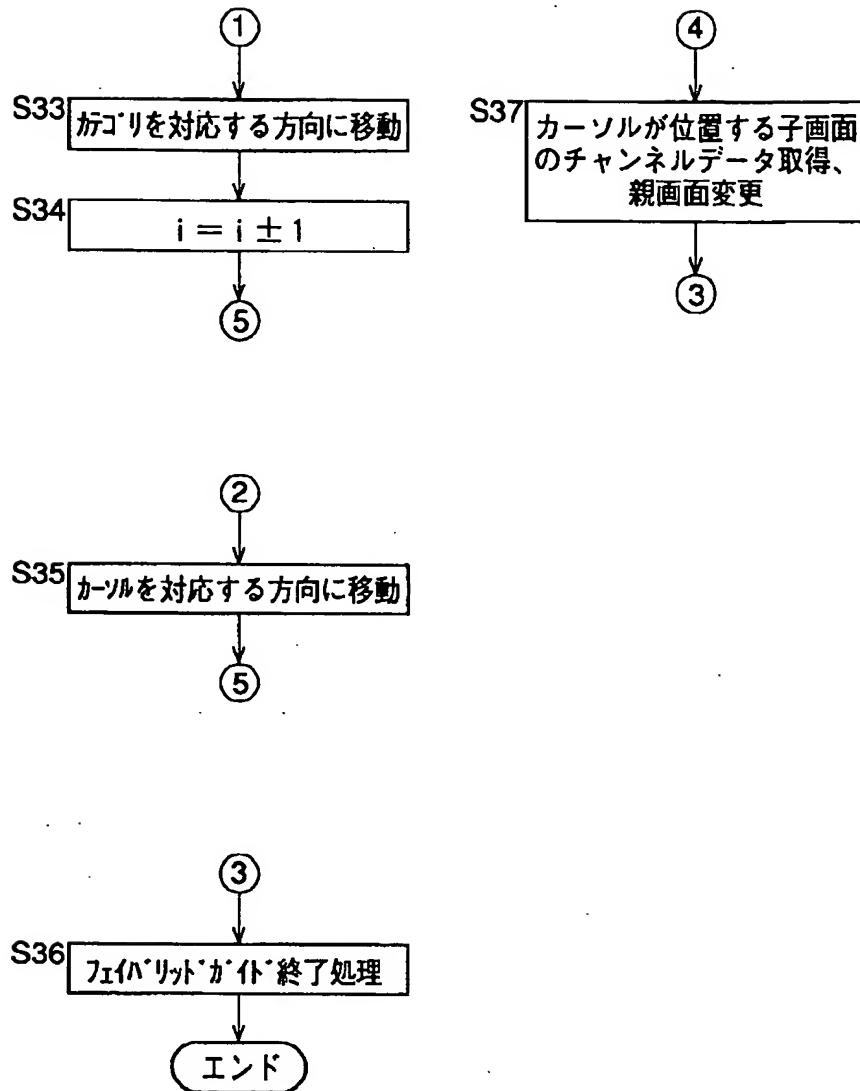 ①
S33
ｶﾃｺﾞﾘを対応する方向に移動
S34
i = i ± 1
⑤
④
S37
カーソルが位置する子画面
のチャンネルデータ取得、
親画面変更
③
②
S35
ｶｰｿﾙを対応する方向に移動
⑤
③
S36
ﾌｪｲﾊﾞﾘｯﾄﾞｶﾞｲﾄﾞ終了処理
エンド